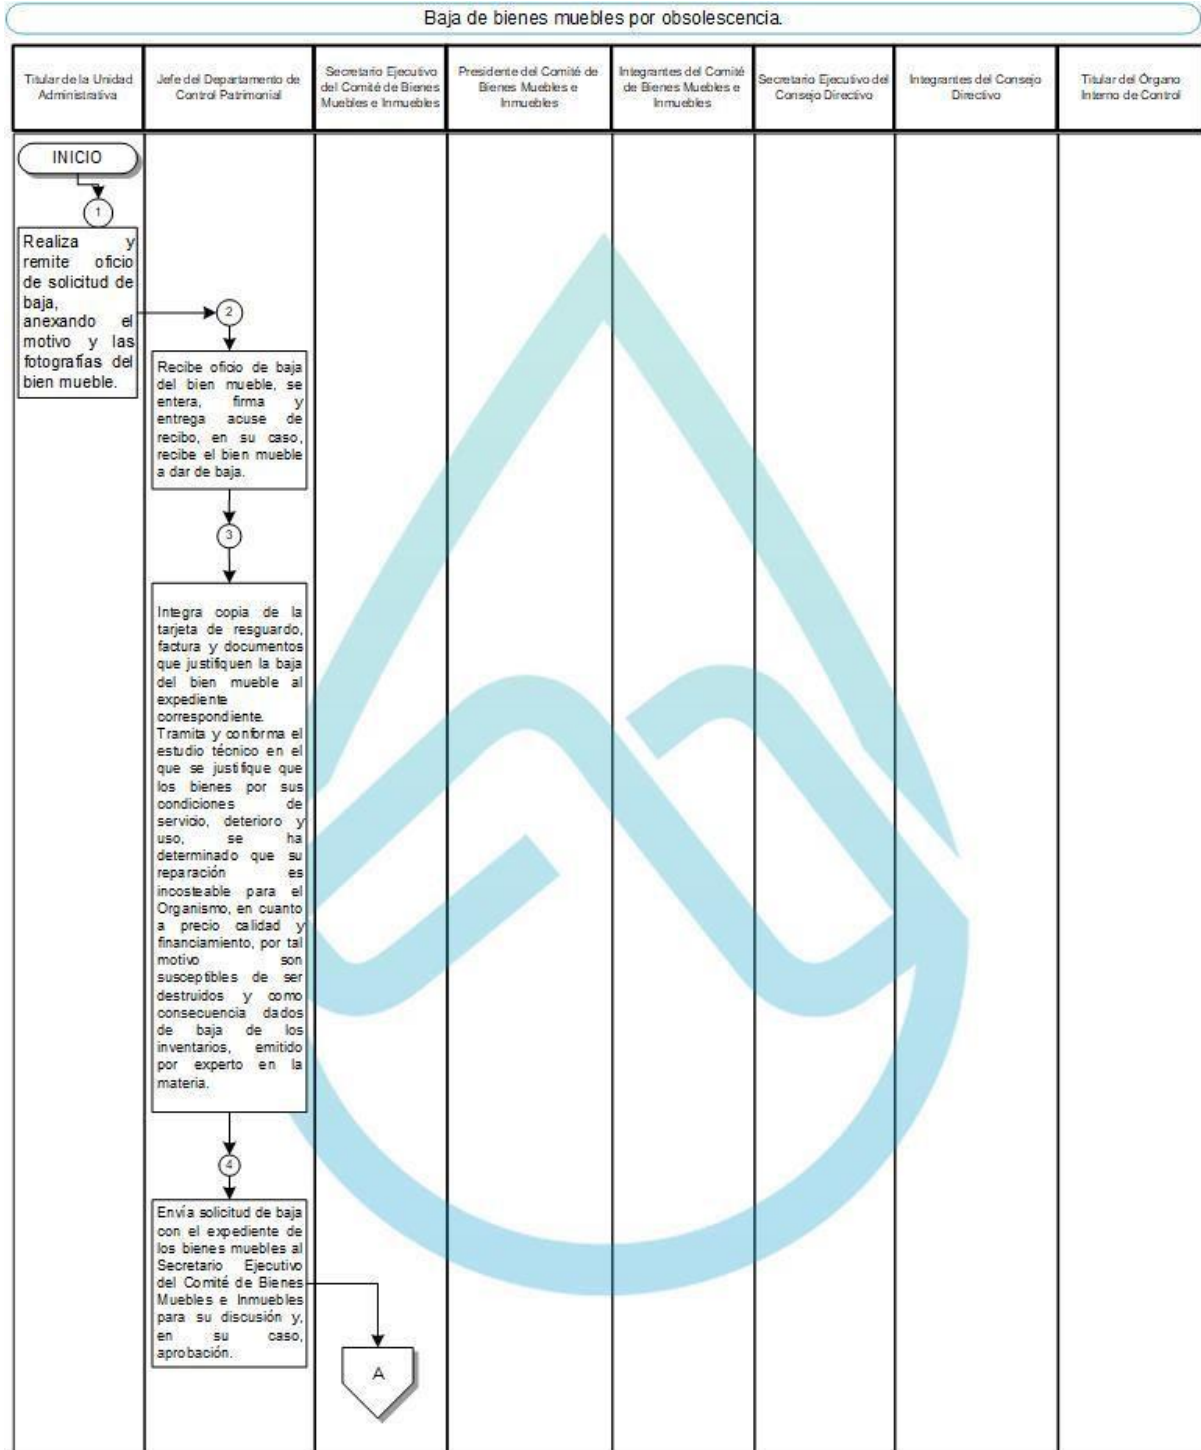 Baja de bienes muebles por obsolescencia.
Titular de la Unidad
Administrativa
Jefe del Departamento de
Control Patrimonial
Secretario Ejecutivo
del Comité de Bienes
Muebles e Inmuebles
Presidente del Comité de
Bienes Muebles e
Inmuebles
Integrantes del Comité
de Bienes Muebles e
Inmuebles
Secretario Ejecutivo del
Consejo Directivo
Integrantes del Consejo
Directivo
Titular del Órgano
Interno de Control
INICIO
1
Realiza y
remite oficio
de solicitud de
baja,
anexando el
motivo y las
fotografías del
bien mueble.
2
Recibe oficio de baja
del bien mueble, se
entera, firma y
entrega acuse de
recibo, en su caso,
recibe el bien mueble
a dar de baja.
3
Integra copia de la
tarjeta de resguardo,
factura y documentos
que justifiquen la baja
del bien mueble al
expediente
correspondiente.
Tramita y conforma el
estudio técnico en el
que se justifique que
los bienes por sus
condiciones de
servicio, deterioro y
uso, se ha
determinado que su
reparación es
incosteable para el
Organismo, en cuanto
a precio calidad y
financiamiento, por tal
motivo son
susceptibles de ser
destruidos y como
consecuencia dados
de baja de los
inventarios, emitido
por experto en la
materia.
4
Envía solicitud de baja
con el expediente de
los bienes muebles al
Secretario Ejecutivo
del Comité de Bienes
Muebles e Inmuebles
para su discusión y,
en su caso,
aprobación.
A